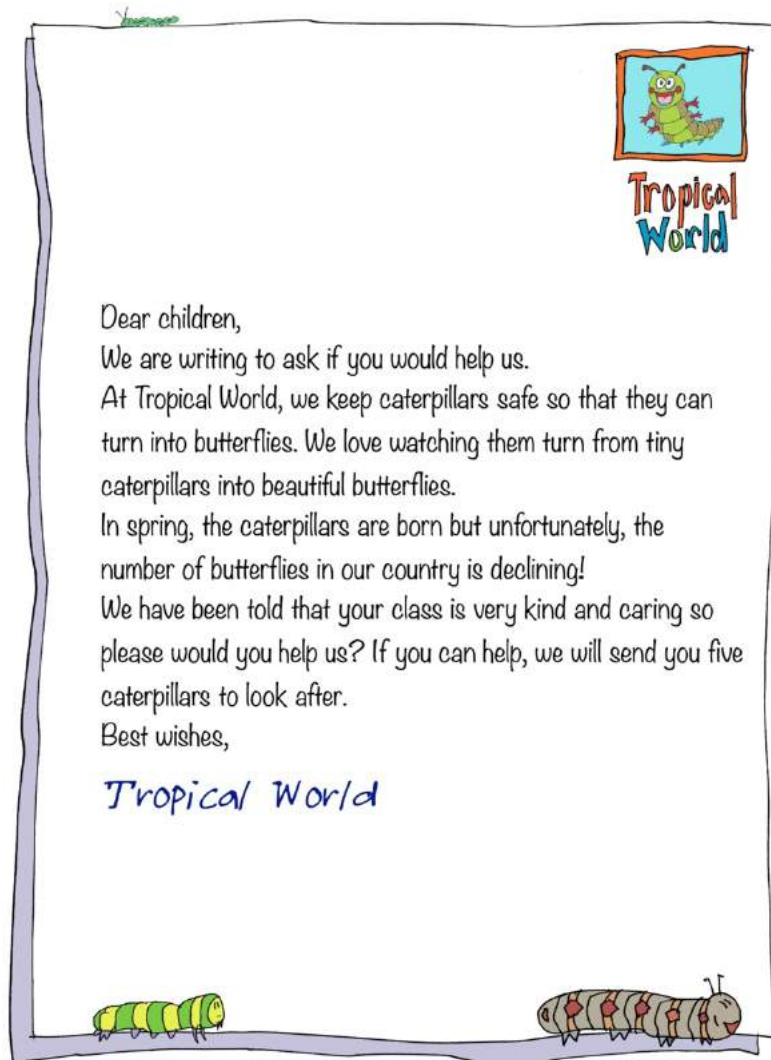 Tropical
World
Dear children,
We are writing to ask if you would help us.
At Tropical World, we keep caterpillars safe so that they can
turn into butterflies. We love watching them turn from tiny
caterpillars into beautiful butterflies.
In spring, the caterpillars are born but unfortunately, the
number of butterflies in our country is declining!
We have been told that your class is very kind and caring so
please would you help us? If you can help, we will send you five
caterpillars to look after.
Best wishes,
Tropical World